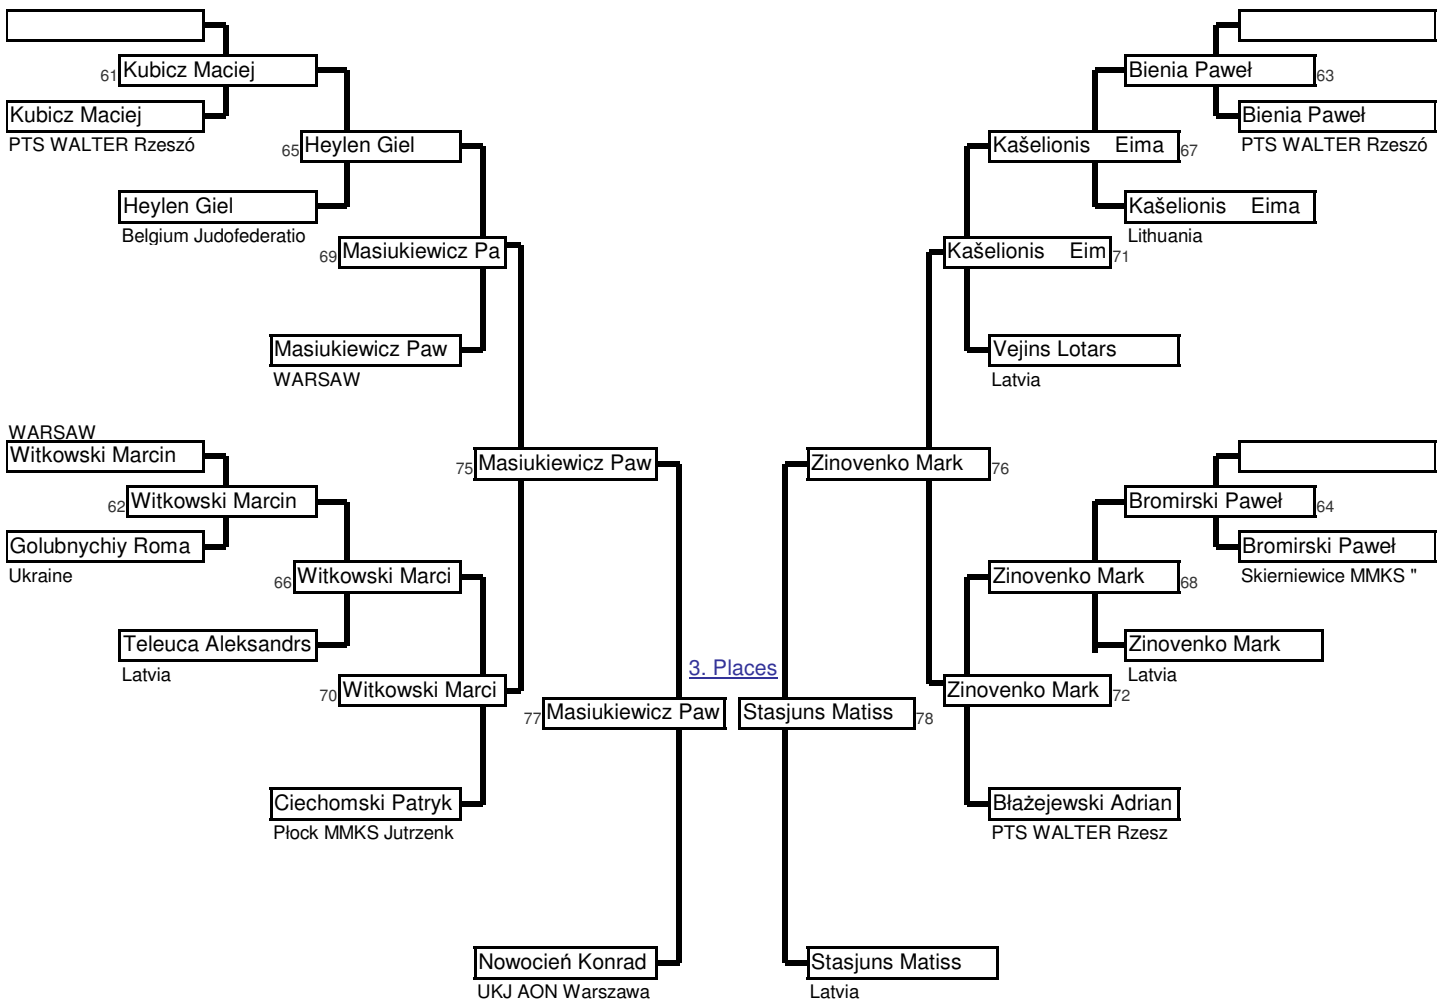 61 Kubicz Maciej
Bienia Paweł 63
Kubicz Maciej
Bienia Paweł
PTS WALTER Rzeszó
65 Heylen Giel
Kašelionis Eima 67
PTS WALTER Rzeszó
Heylen Giel
Kašelionis Eima
Belgium Judofederatio
Lithuania
69 Masiukiewicz Pa
Kašelionis Eim 71
Masiukiewicz Paw
Vejins Lotars
WARSAW
Latvia
WARSAW
Witkowski Marcin
75 Masiukiewicz Paw
Zinovenko Mark 76
62 Witkowski Marcin
Bromirski Paweł 64
Golubnychiy Roma
Bromirski Paweł
Ukraine
66 Witkowski Marci
Zinovenko Mark 68
Skierniewice MMKS "
Teleuca Aleksandrs
Zinovenko Mark
Latvia
3. Places
Latvia
70 Witkowski Marci
Zinovenko Mark 72
77 Masiukiewicz Paw
Stasjuns Matiss 78
Ciechomski Patryk
Błażejewski Adrian
Płock MMKS Jutrzenk
PTS WALTER Rzesz
Nowocień Konrad
Stasjuns Matiss
UKJ AON Warszawa
Latvia